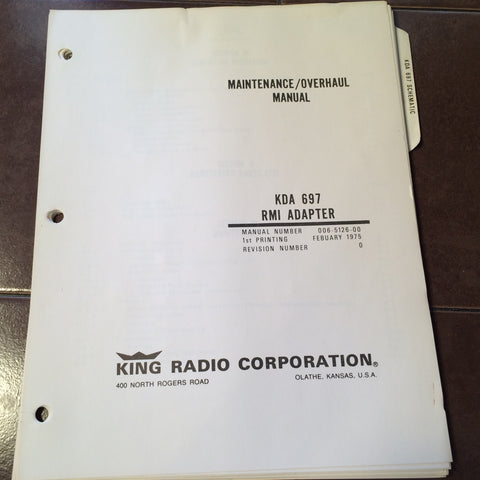 MAINTENANCE/OVERHAUL
MANUAL
KDA 697 SCHEMATIC
KDA 697
RMI ADAPTER
MANUAL NUMBER 006-5126-00
1st PRINTING FEBUARY 1975
REVISION NUMBER 0
KING RADIO CORPORATION®
400 NORTH ROGERS ROAD OLATHE, KANSAS, U.S.A.